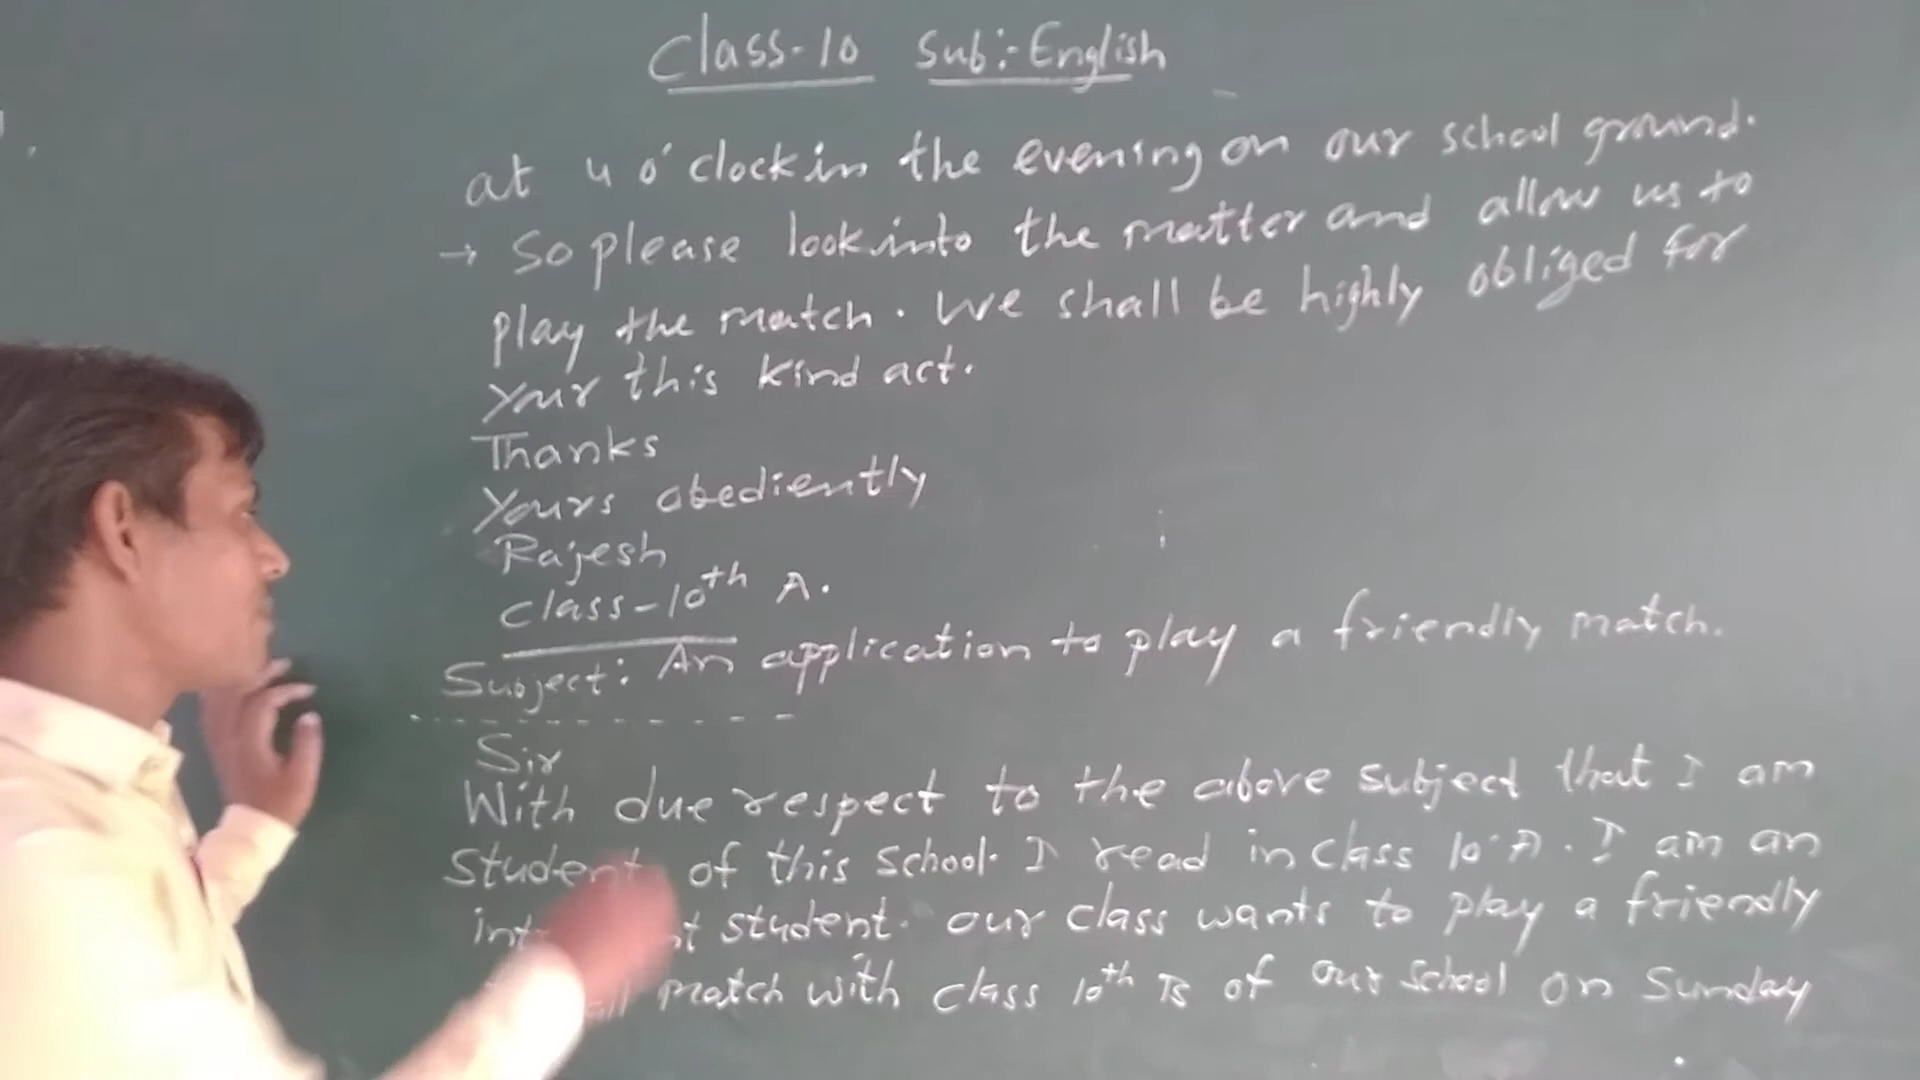 Class-10 Sub:-English
at 4 o'clock in the evening on our school ground.
→ So please look into the matter and allow us to
play the match. We shall be highly obliged for
your this kind act.
Thanks
Yours obediently
Rajesh
Class-10th A.
Subject: An application to play a friendly match.
Sir
With due respect to the above subject that I am
student of this school. I read in class 10 A. I am an
student. Our class wants to play a friendly
match with class 10th B of our school on Sunday